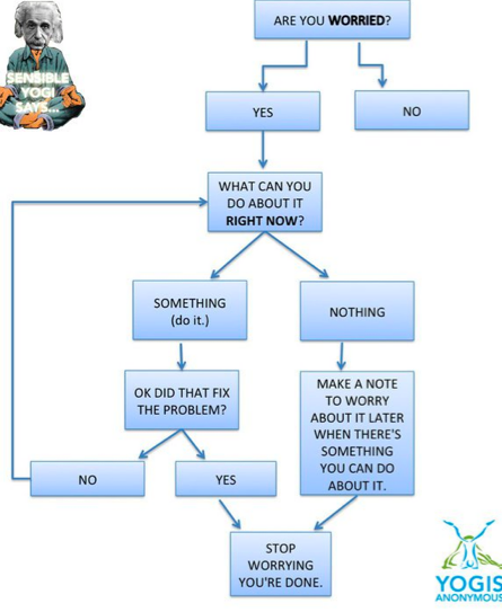 SENSIBLE
YOGI
SAYS...
ARE YOU WORRIED?
YES
NO
WHAT CAN YOU
DO ABOUT IT
RIGHT NOW?
SOMETHING
(do it.)
NOTHING
OK DID THAT FIX
THE PROBLEM?
MAKE A NOTE
TO WORRY
ABOUT IT LATER
WHEN THERE'S
SOMETHING
YOU CAN DO
ABOUT IT.
NO
YES
STOP
WORRYING
YOU'RE DONE.
YOGIS
ANONYMOUS